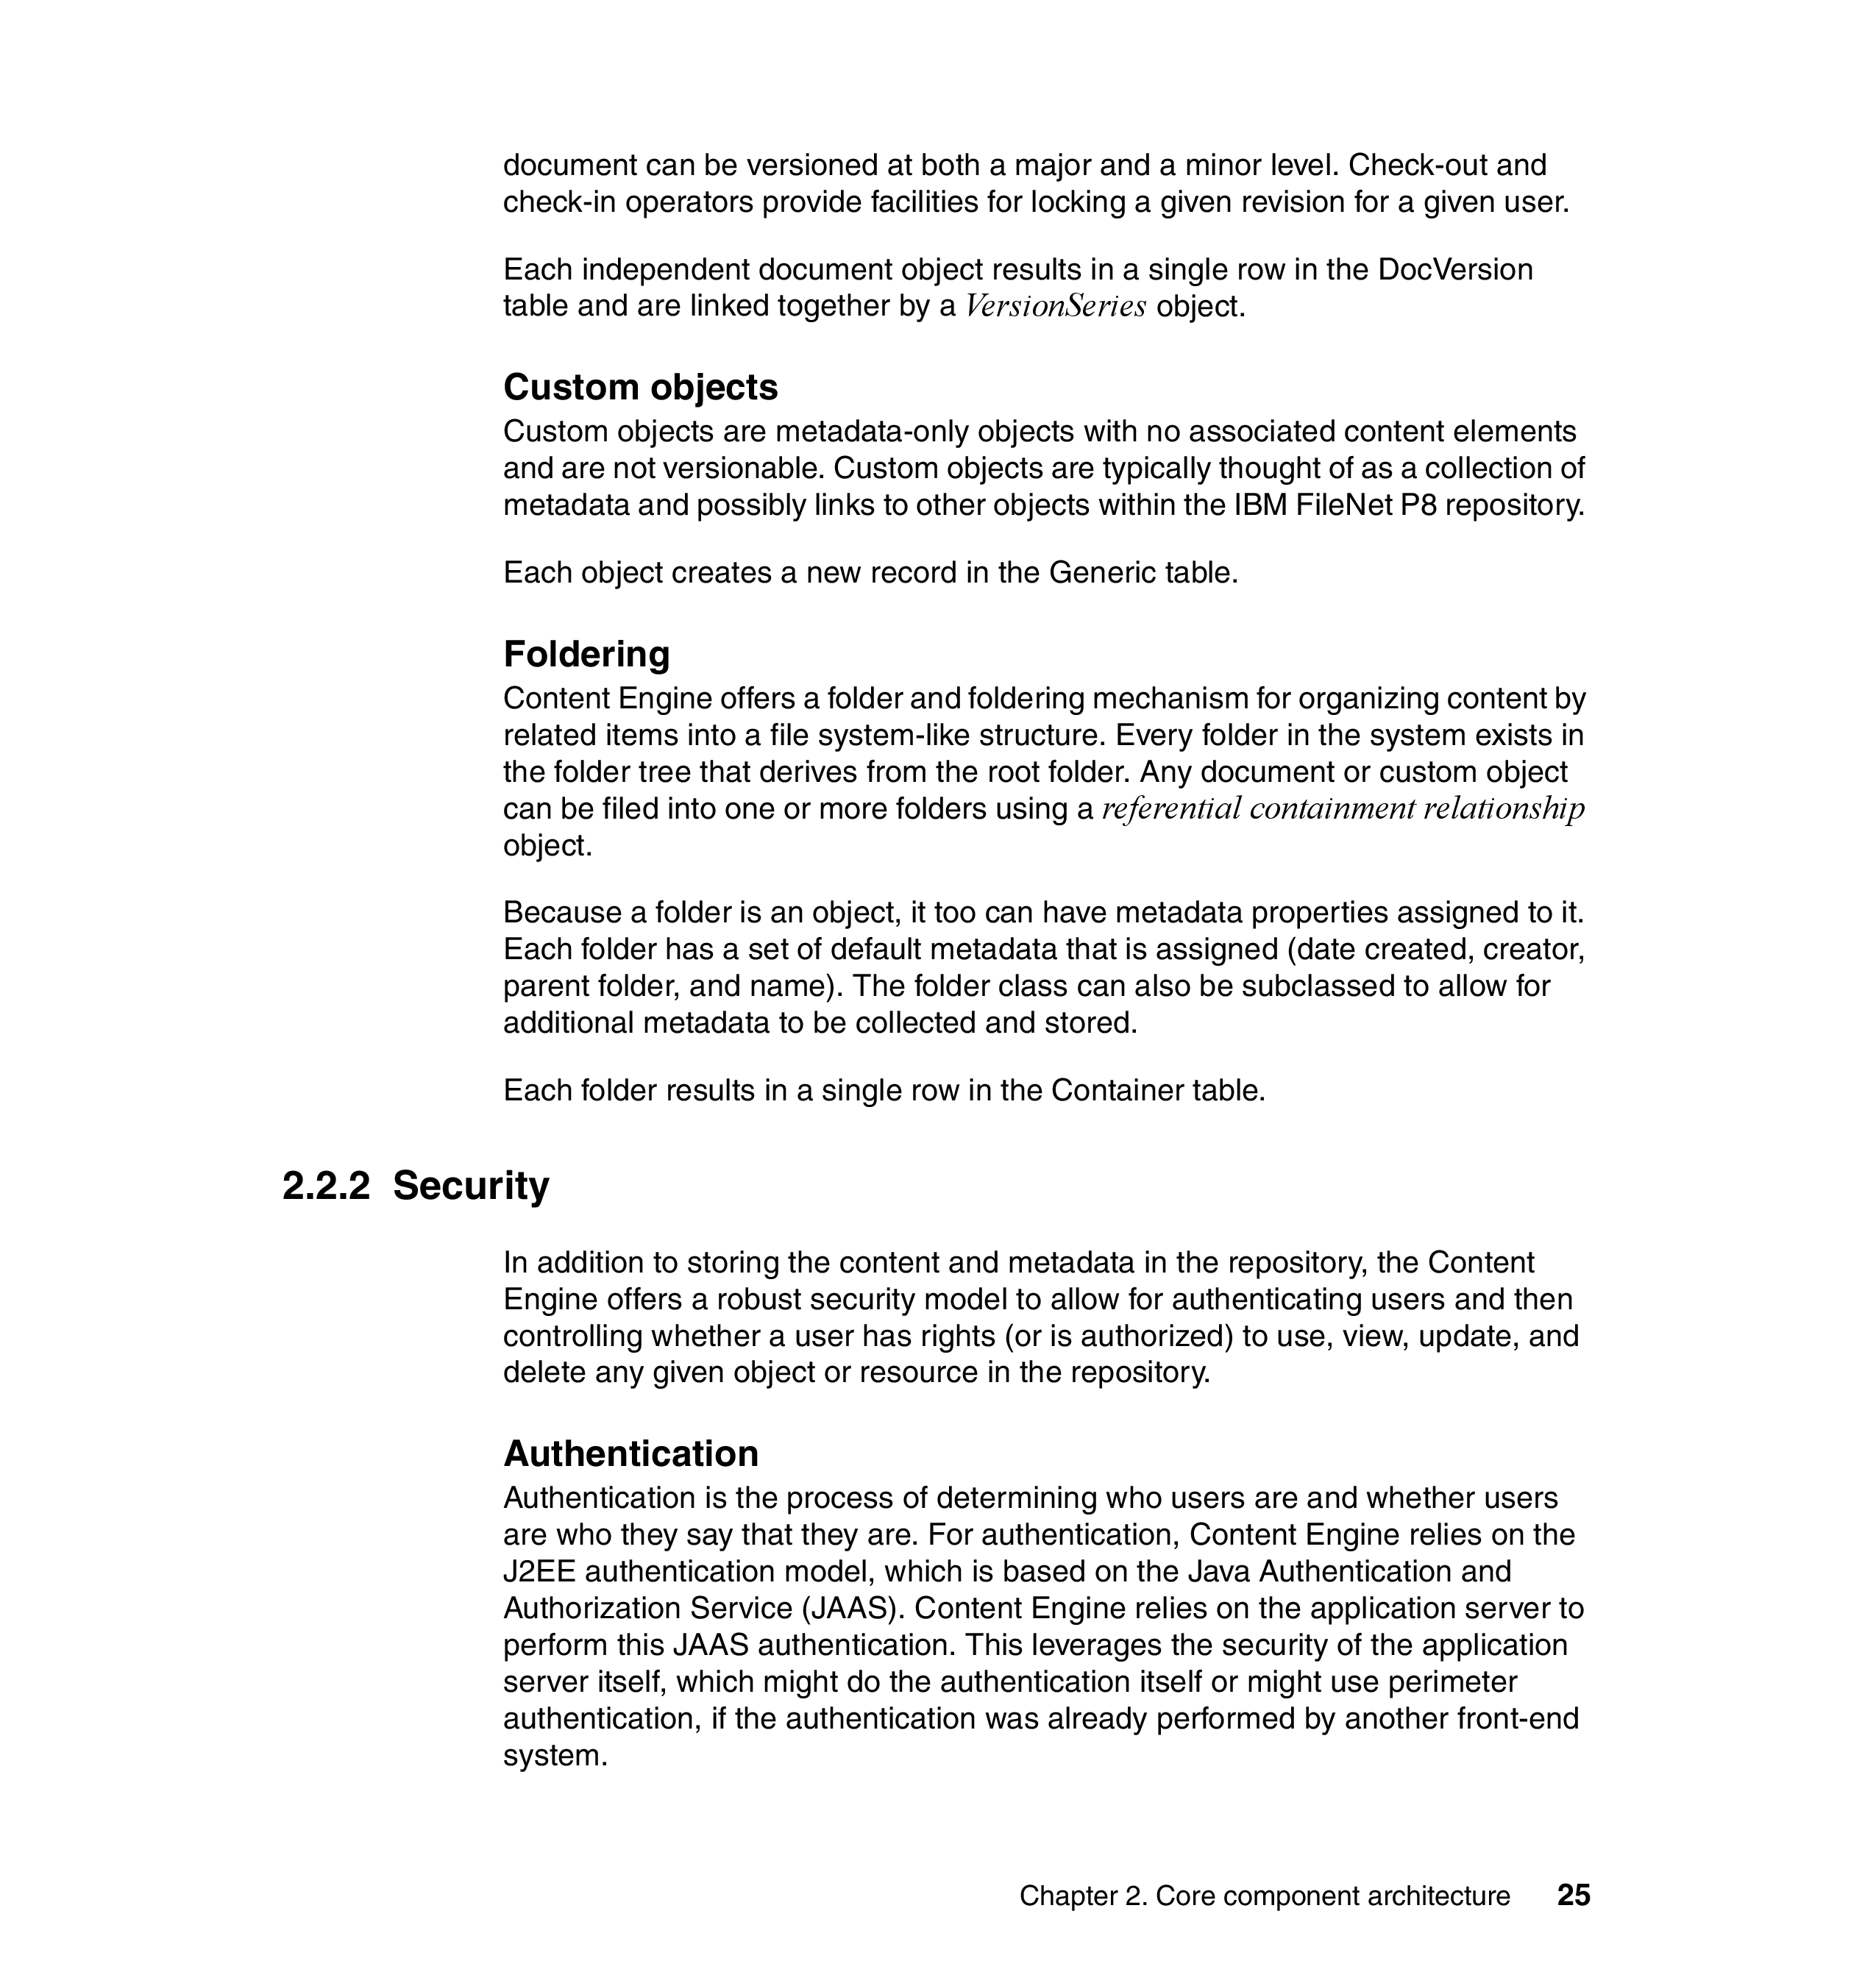 document can be versioned at both a major and a minor level. Check-out and
check-in operators provide facilities for locking a given revision for a given user.
Each independent document object results in a single row in the DocVersion
table and are linked together by a VersionSeries object.
Custom objects
Custom objects are metadata-only objects with no associated content elements
and are not versionable. Custom objects are typically thought of as a collection of
metadata and possibly links to other objects within the IBM FileNet P8 repository.
Each object creates a new record in the Generic table.
Foldering
Content Engine offers a folder and foldering mechanism for organizing content by
related items into a file system-like structure. Every folder in the system exists in
the folder tree that derives from the root folder. Any document or custom object
can be filed into one or more folders using a referential containment relationship
object.
Because a folder is an object, it too can have metadata properties assigned to it.
Each folder has a set of default metadata that is assigned (date created, creator,
parent folder, and name). The folder class can also be subclassed to allow for
additional metadata to be collected and stored.
Each folder results in a single row in the Container table.
2.2.2 Security
In addition to storing the content and metadata in the repository, the Content
Engine offers a robust security model to allow for authenticating users and then
controlling whether a user has rights (or is authorized) to use, view, update, and
delete any given object or resource in the repository.
Authentication
Authentication is the process of determining who users are and whether users
are who they say that they are. For authentication, Content Engine relies on the
J2EE authentication model, which is based on the Java Authentication and
Authorization Service (JAAS). Content Engine relies on the application server to
perform this JAAS authentication. This leverages the security of the application
server itself, which might do the authentication itself or might use perimeter
authentication, if the authentication was already performed by another front-end
system.
Chapter 2. Core component architecture 25